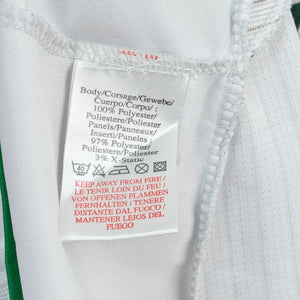 Body/Corsage/Gewebe/
Cuerpo/Corpo/ ;
100% Polyester/
Poliestere/Poliester
Panels/Panneaux/
Inserti/Paneles ;
97% Polyester/
Poliestere/Poliester
3% X-Static
40
KEEP AWAY FROM FIRE /
LE TENIR LOIN DU FEU /
VON OFFENEN FLAMMEN
FERNHALTEN / TENERE
DISTANTE DAL FUOCO /
MANTENER LEJOS DEL
FUEGO